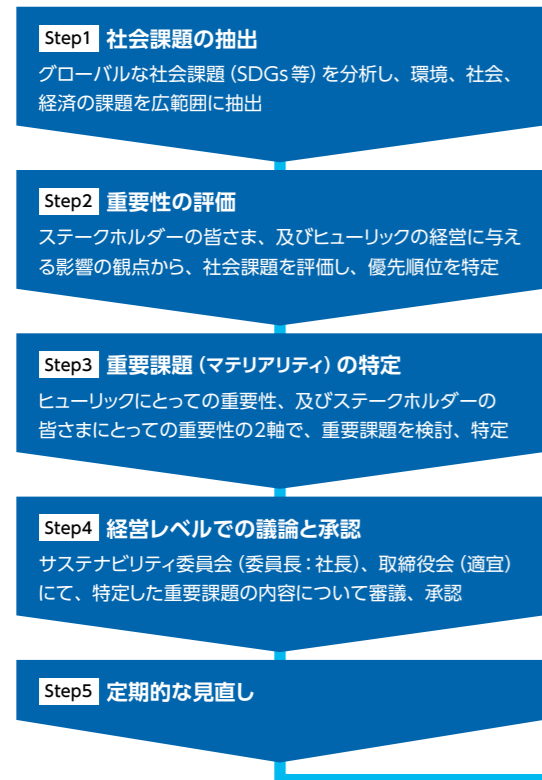 Step1 社会課題の抽出
グローバルな社会課題（SDGs等）を分析し、環境、社会、
経済の課題を広範囲に抽出
Step2 重要性の評価
ステークホルダーの皆さま、及びヒューリックの経営に与え
る影響の観点から、社会課題を評価し、優先順位を特定
Step3 重要課題（マテリアリティ）の特定
ヒューリックにとっての重要性、及びステークホルダーの
皆さまにとっての重要性の2軸で、重要課題を検討、特定
Step4 経営レベルでの議論と承認
サステナビリティ委員会（委員長：社長）、取締役会（適宜）
にて、特定した重要課題の内容について審議、承認
Step5 定期的な見直し